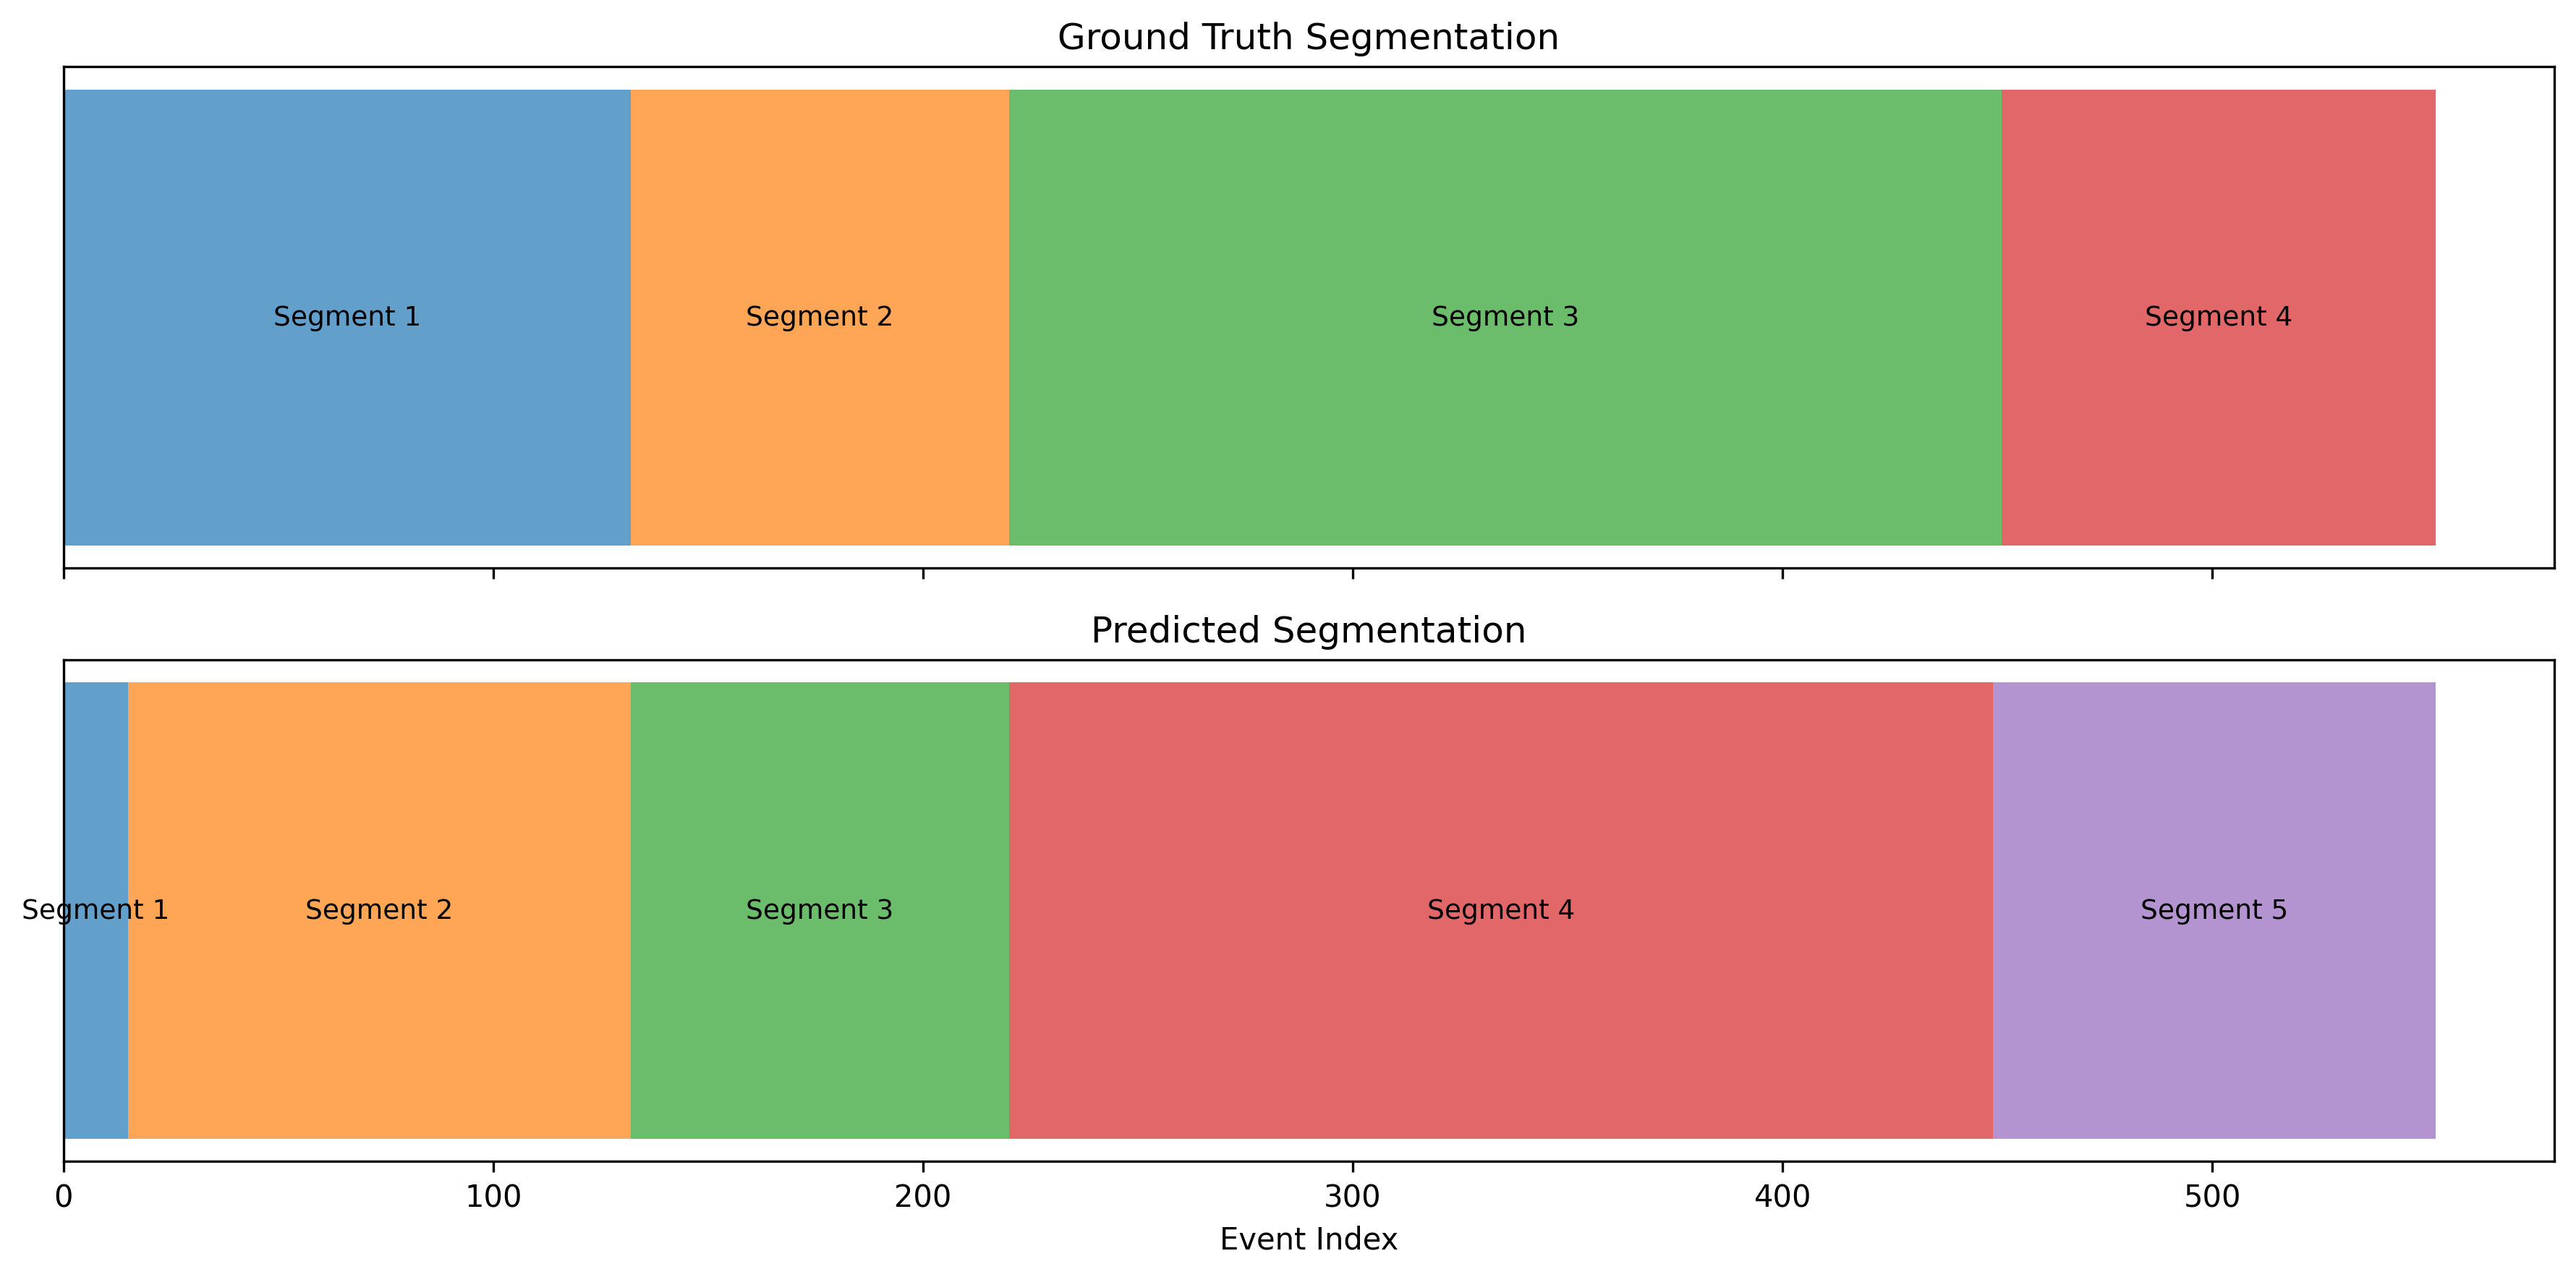 Ground Truth Segmentation
Segment 1 Segment 2 Segment 3 Segment 4
Predicted Segmentation
Segment 1 Segment 2 Segment 3 Segment 4 Segment 5
0 100 200 300 400 500
Event Index